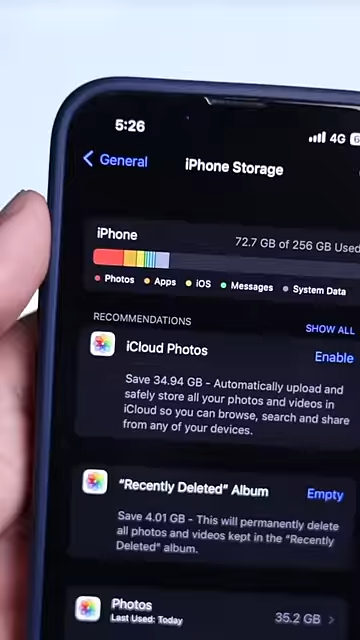 5:26
4G
General
iPhone Storage
iPhone
72.7 GB of 256 GB Used
Photos Apps iOS Messages System Data
RECOMMENDATIONS
SHOW ALL
iCloud Photos
Enable
Save 34.94 GB - Automatically upload and
safely store all your photos and videos in
iCloud so you can browse, search and share
from any of your devices.
“Recently Deleted” Album
Empty
Save 4.01 GB - This will permanently delete
all photos and videos kept in the “Recently
Deleted” album.
Photos
35.2 GB
Last Used: Today